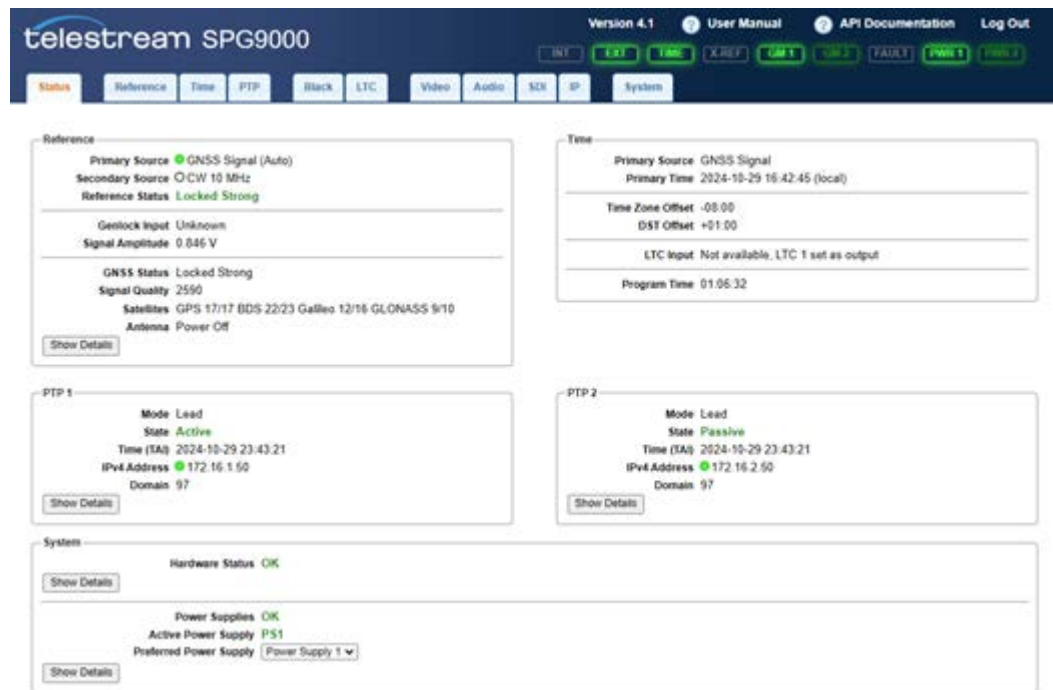 Version 4.1 ? User Manual ? API Documentation Log Out
telestream SPG9000
INT EXT TIME X-REF GM 1 GM 2 FAULT PWR 1 PWR 2
Status Reference Time PTP Black LTC Video Audio SDI IP System
Reference
Primary Source GNSS Signal (Auto)
Secondary Source CW 10 MHz
Reference Status Locked Strong
Genlock Input Unknown
Signal Amplitude 0.846 V
GNSS Status Locked Strong
Signal Quality 2590
Satellites GPS 17/17 BDS 22/23 Galileo 12/16 GLONASS 9/10
Antenna Power Off
Show Details
Time
Primary Source GNSS Signal
Primary Time 2024-10-29 16:42:45 (local)
Time Zone Offset -08:00
DST Offset +01:00
LTC Input Not available, LTC 1 set as output
Program Time 01:06:32
PTP 1
Mode Lead
State Active
Time (TAI) 2024-10-29 23:43:21
IPv4 Address 172.16.1.50
Domain 97
Show Details
PTP 2
Mode Lead
State Passive
Time (TAI) 2024-10-29 23:43:21
IPv4 Address 172.16.2.50
Domain 97
Show Details
System
Hardware Status OK
Show Details
Power Supplies OK
Active Power Supply PS1
Preferred Power Supply Power Supply 1
Show Details